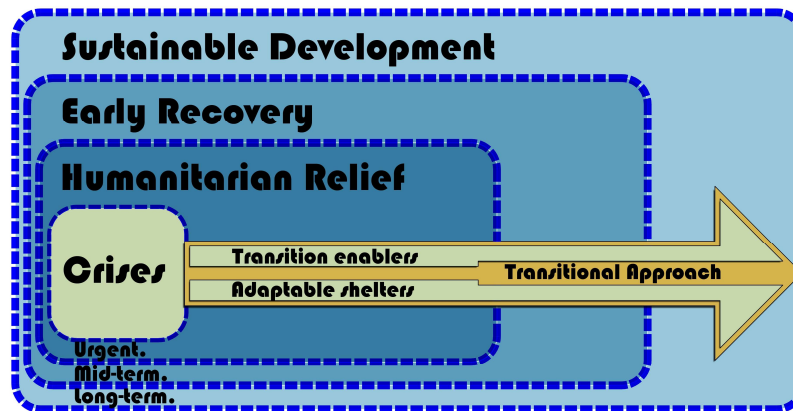 Sustainable Development
Early Recovery
Humanitarian Relief
Crises
Transition enablers
Transitional Approach
Adaptable shelters
Urgent.
Mid-term.
Long-term.